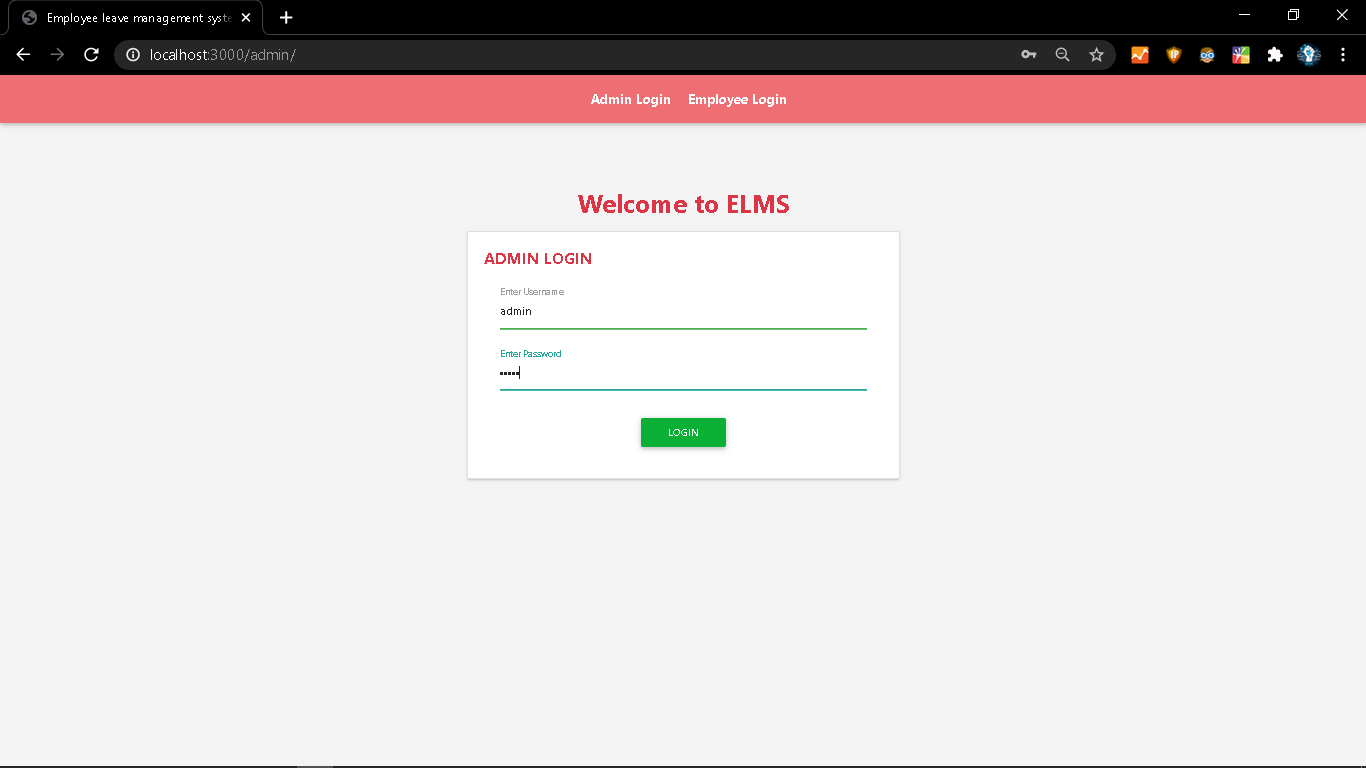 Employee leave management syste
localhost:3000/admin/
Admin Login Employee Login
Welcome to ELMS
ADMIN LOGIN
Enter Username
admin
Enter Password
•••••
LOGIN